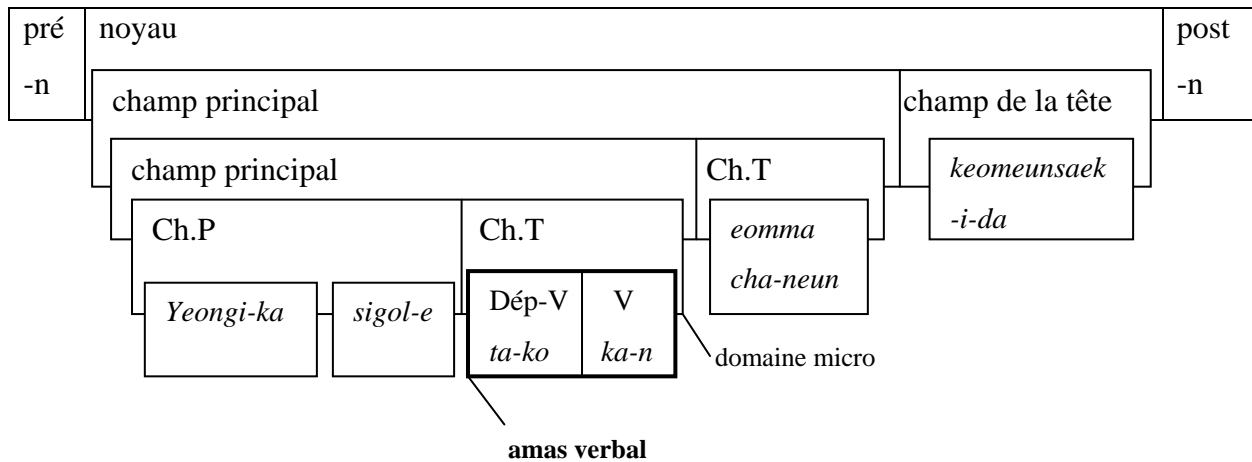 pré
-n
noyau
post
-n
champ principal
champ de la tête
champ principal
Ch.T
keomeunsaek
-i-da
Ch.P
Ch.T
eomma
cha-neun
Yeongi-ka
sigol-e
Dép-V
ta-ko
V
ka-n
domaine micro
amas verbal